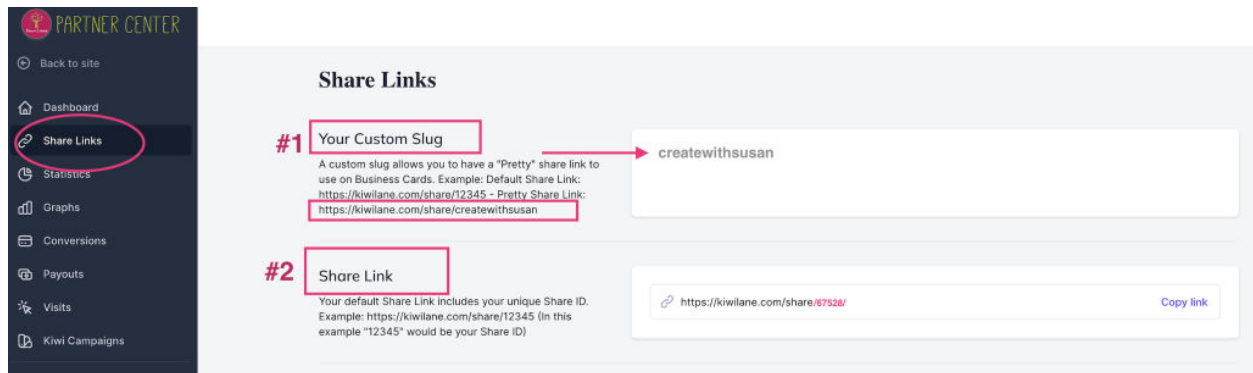 PARTNER CENTER
Back to site
Dashboard
Share Links
Statistics
Graphs
Conversions
Payouts
Visits
Kiwi Campaigns
Share Links
#1
Your Custom Slug
A custom slug allows you to have a "Pretty" share link to
use on Business Cards. Example: Default Share Link:
https://kiwilane.com/share/12345 - Pretty Share Link:
https://kiwilane.com/share/createwithsusan
createwithsusan
#2
Share Link
Your default Share Link includes your unique Share ID.
Example: https://kiwilane.com/share/12345 (In this
example "12345" would be your Share ID)
https://kiwilane.com/share/67528/
Copy link